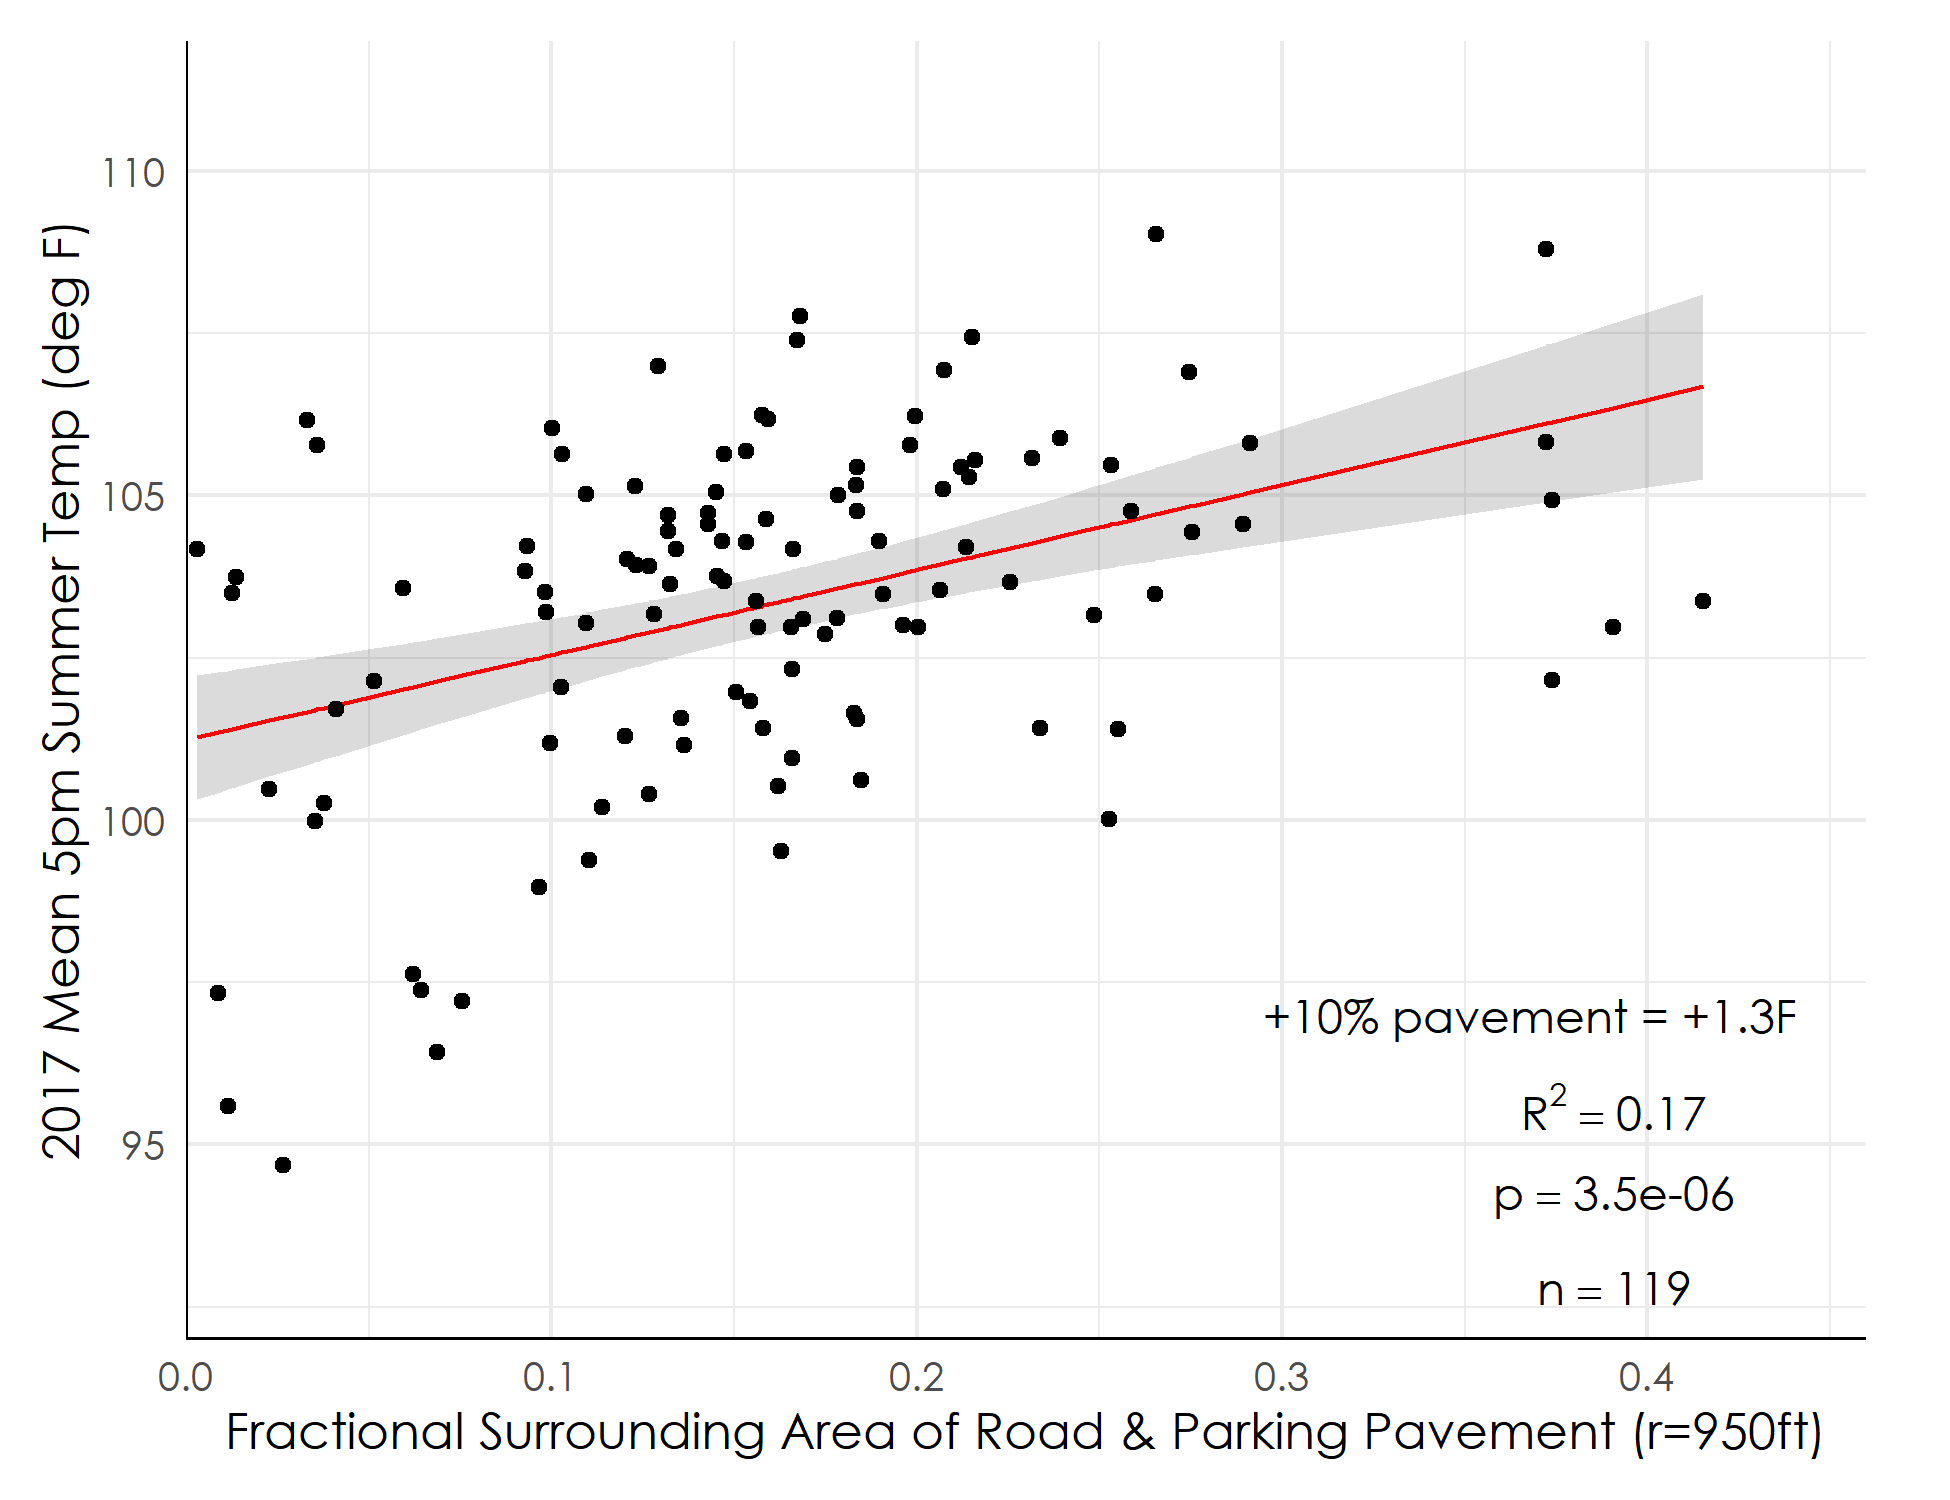 2017 Mean 5pm Summer Temp (deg F)
110
105
100
95
+10% pavement = +1.3F
R² = 0.17
p = 3.5e-06
n = 119
0.0 0.1 0.2 0.3 0.4
Fractional Surrounding Area of Road & Parking Pavement (r=950ft)